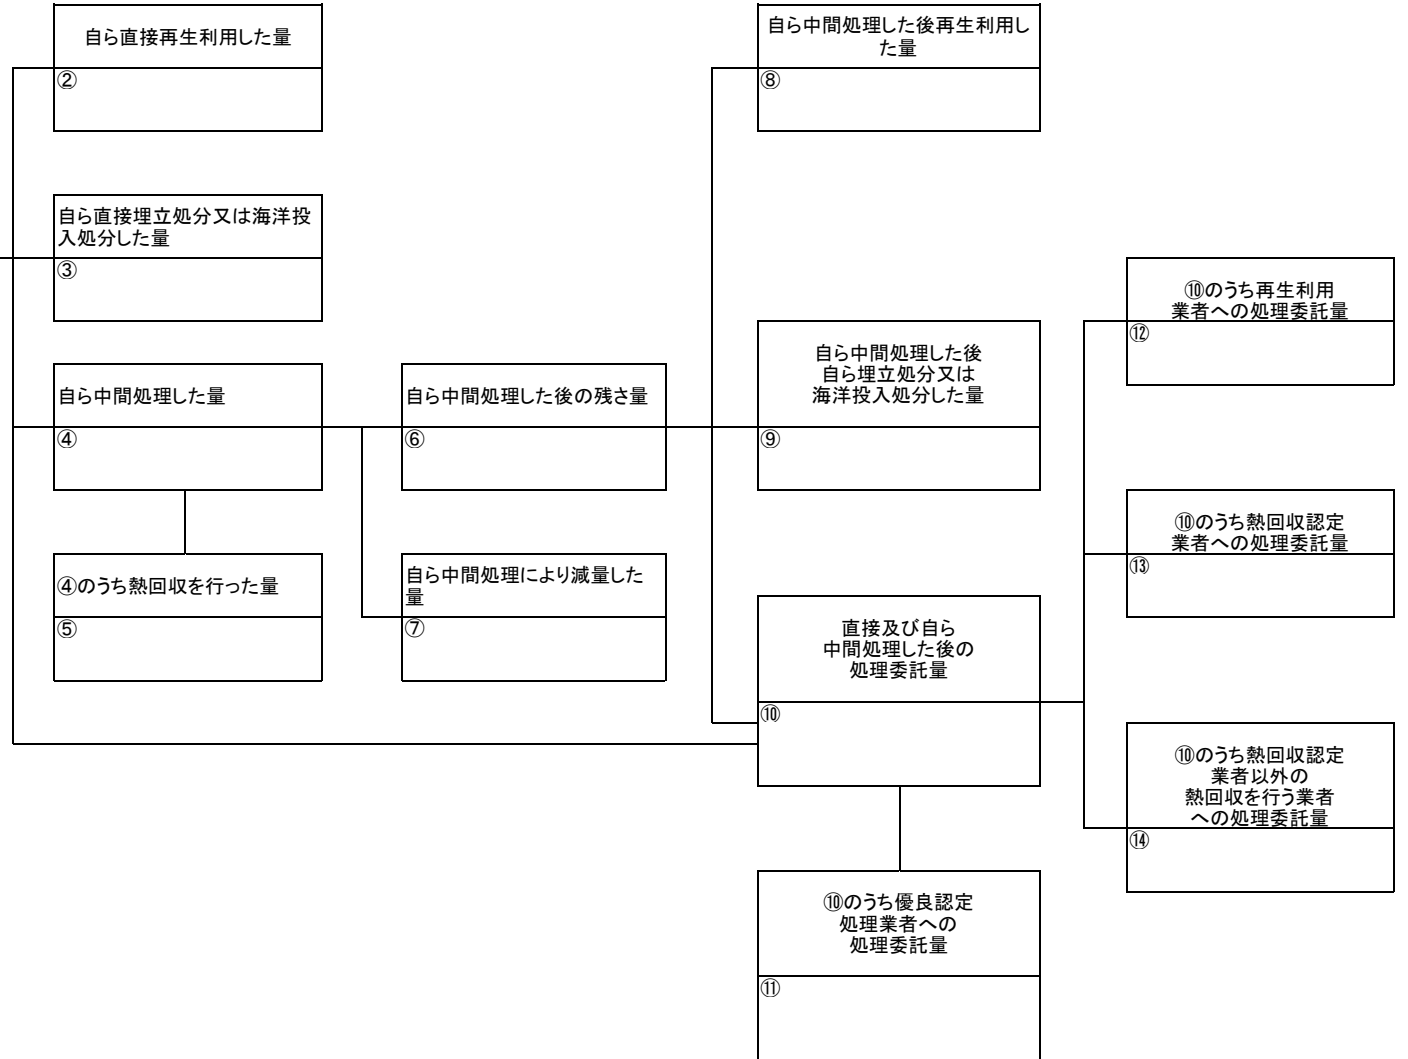 自ら直接再生利用した量
②
自ら直接埋立処分又は海洋投
入処分した量
③
自ら中間処理した量
④
④のうち熱回収を行った量
⑤
自ら中間処理した後の残さ量
⑥
自ら中間処理により減量した
量
⑦
自ら中間処理した後再生利用し
た量
⑧
自ら中間処理した後
自ら埋立処分又は
海洋投入処分した量
⑨
直接及び自ら
中間処理した後の
処理委託量
⑩
⑩のうち優良認定
処理業者への
処理委託量
⑪
⑩のうち再生利用
業者への処理委託量
⑫
⑩のうち熱回収認定
業者への処理委託量
⑬
⑩のうち熱回収認定
業者以外の
熱回収を行う業者
への処理委託量
⑭